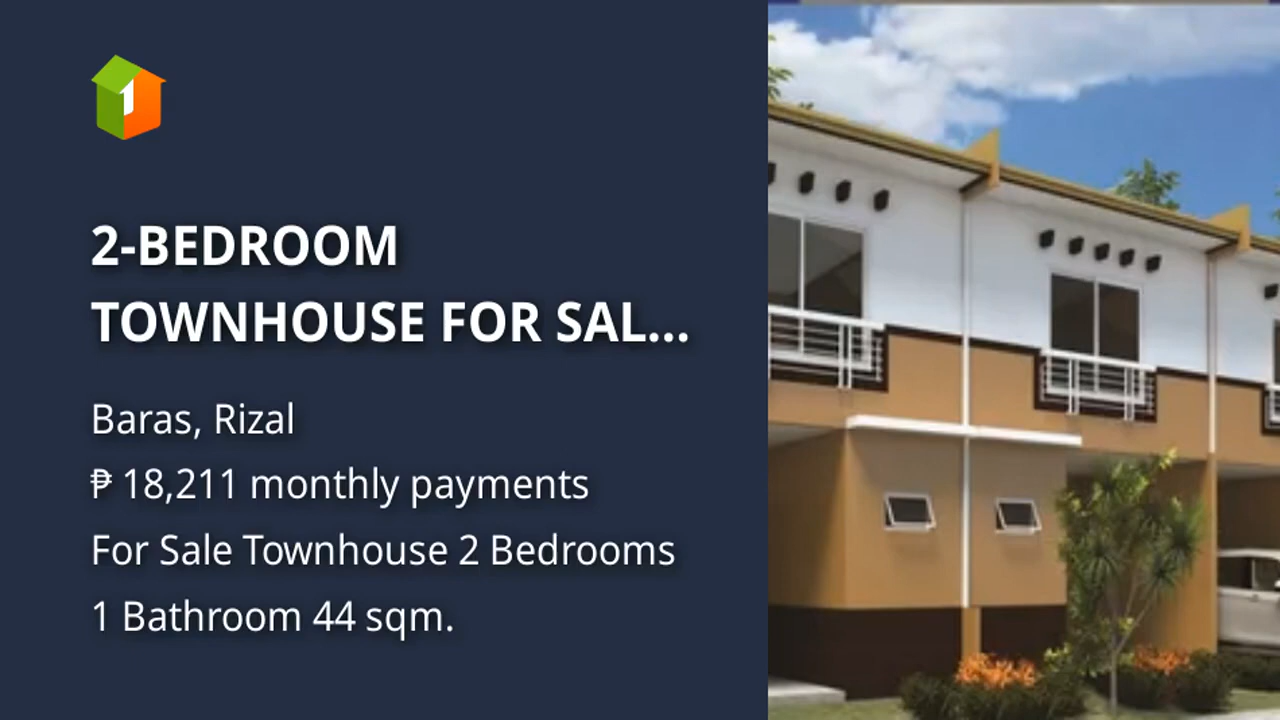 2-BEDROOM
TOWNHOUSE FOR SAL...
Baras, Rizal
₱ 18,211 monthly payments
For Sale Townhouse 2 Bedrooms
1 Bathroom 44 sqm.